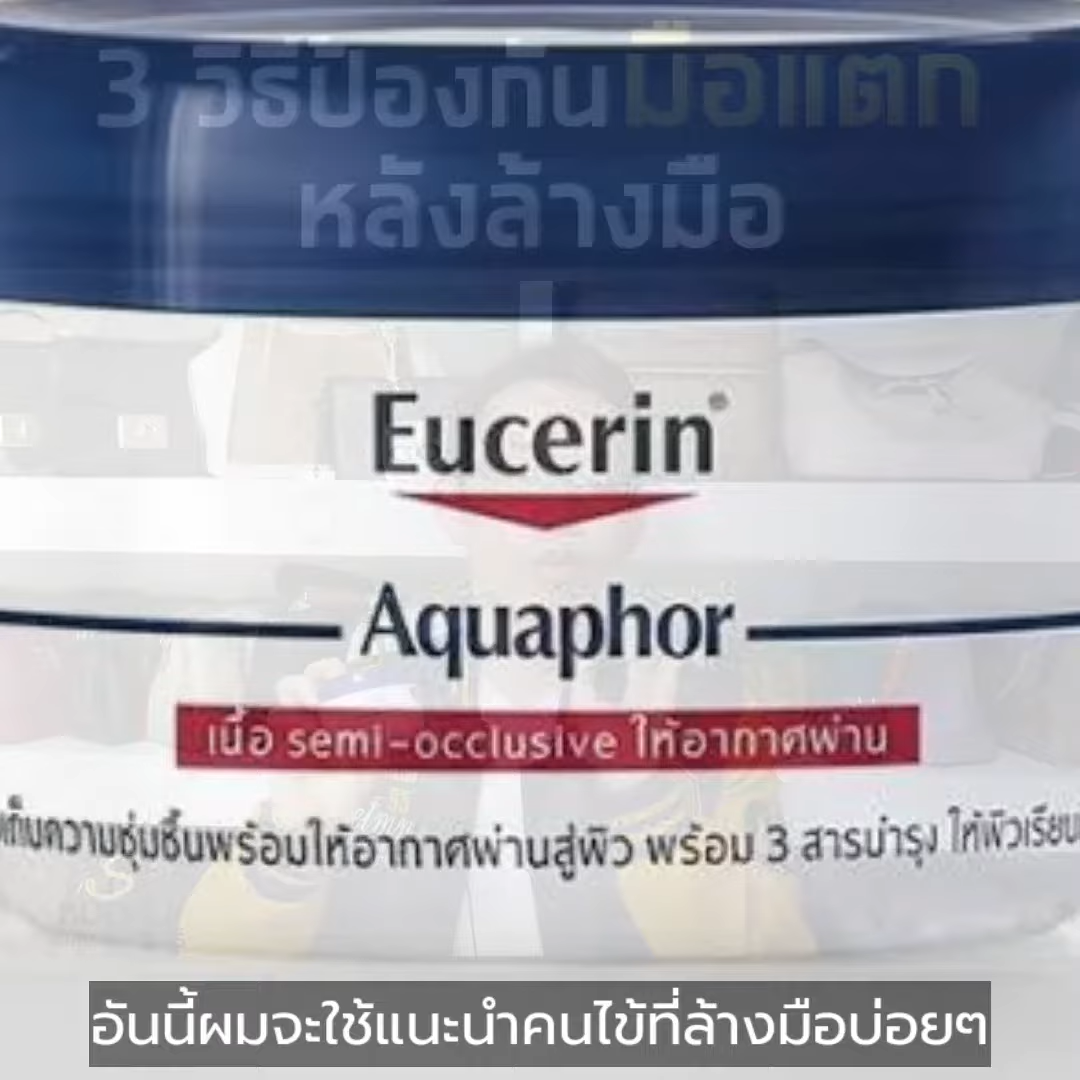 3 วิธีป้องกันมือแตก
หลังล้างมือ
Eucerin®
Aquaphor
เนื้อ semi-occlusive ให้อากาศผ่าน
เก็บความชุ่มชื้นพร้อมให้อากาศผ่านสู่ผิว พร้อม 3 สารบำรุง ให้ผิวเรียบ
อันนี้ผมจะใช้แนะนำคนไข้ที่ล้างมือบ่อยๆ